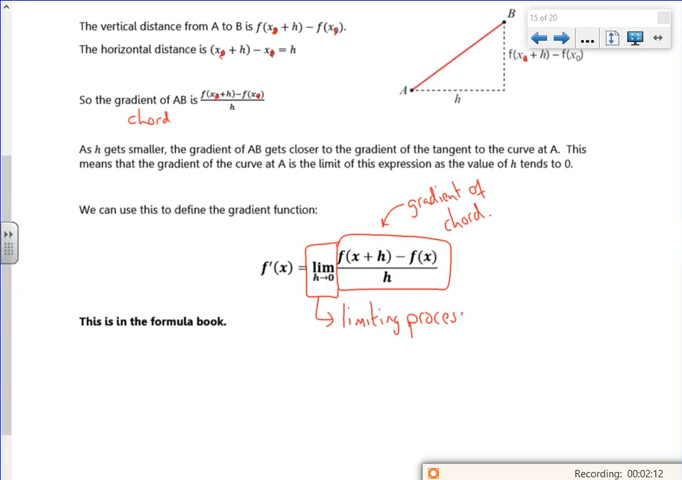 The vertical distance from A to B is f(x₀ + h) − f(x₀).
The horizontal distance is (x₀ + h) − x₀ = h
B
15 of 20
f(x₀ + h) − f(x₀)
A
h
So the gradient of AB is f(x₀+h)−f(x₀) / h
chord
As h gets smaller, the gradient of AB gets closer to the gradient of the tangent to the curve at A. This
means that the gradient of the curve at A is the limit of this expression as the value of h tends to 0.
We can use this to define the gradient function:
gradient of
chord.
f'(x) = lim h→0 f(x + h) − f(x) / h
This is in the formula book.
limiting proces
Recording: 00:02:12